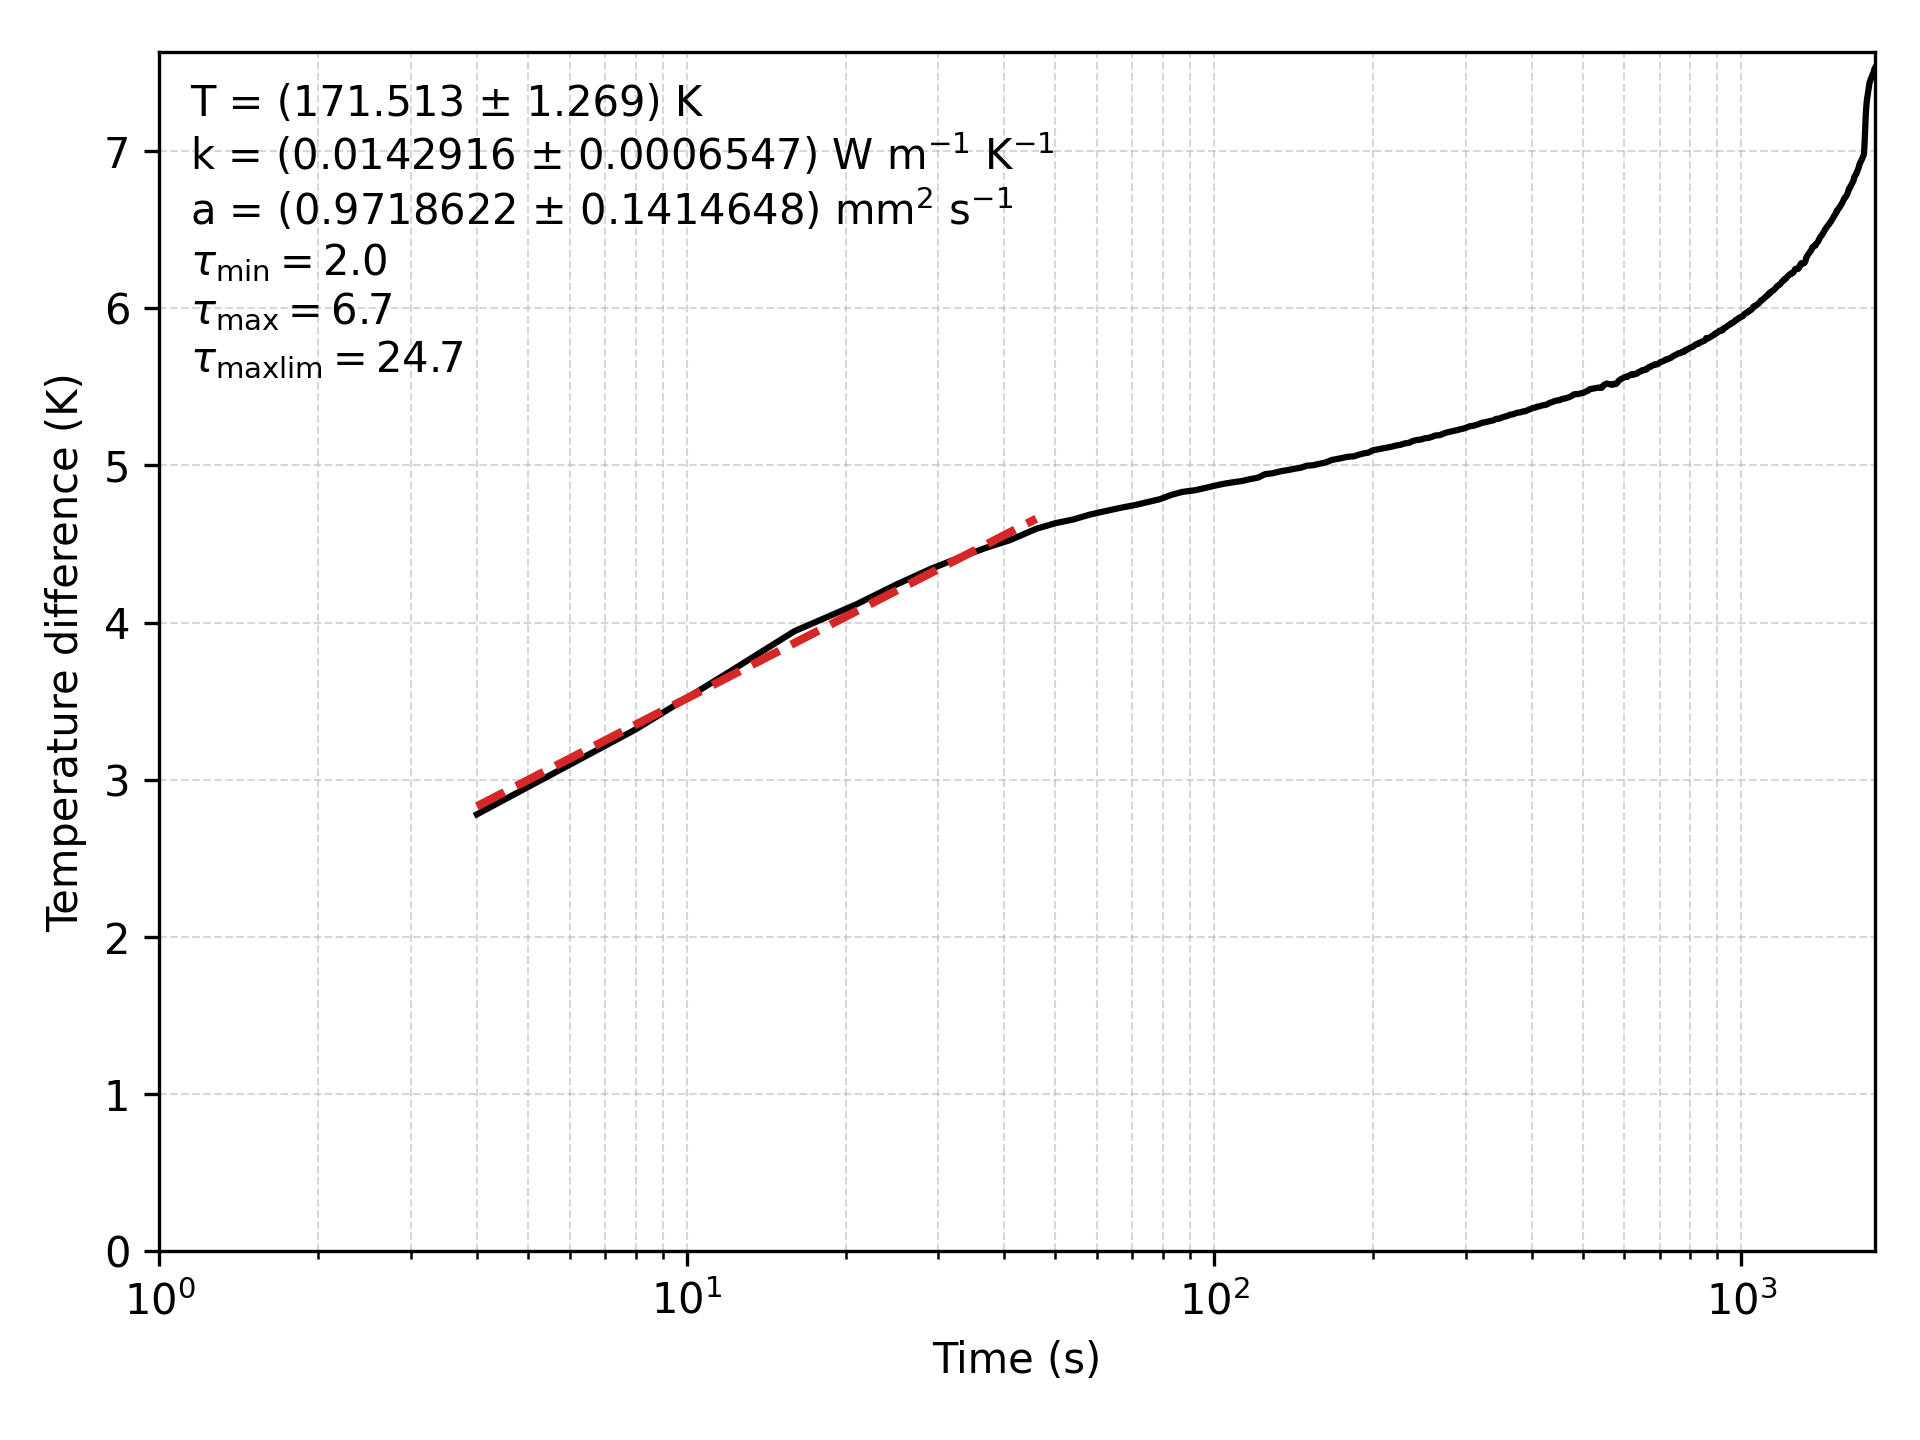 T = (171.513 ± 1.269) K
k = (0.0142916 ± 0.0006547) W m⁻¹ K⁻¹
a = (0.9718622 ± 0.1414648) mm² s⁻¹
τmin = 2.0
τmax = 6.7
τmaxlim = 24.7
Temperature difference (K)
7
6
5
4
3
2
1
0
10⁰ 10¹ 10² 10³
Time (s)